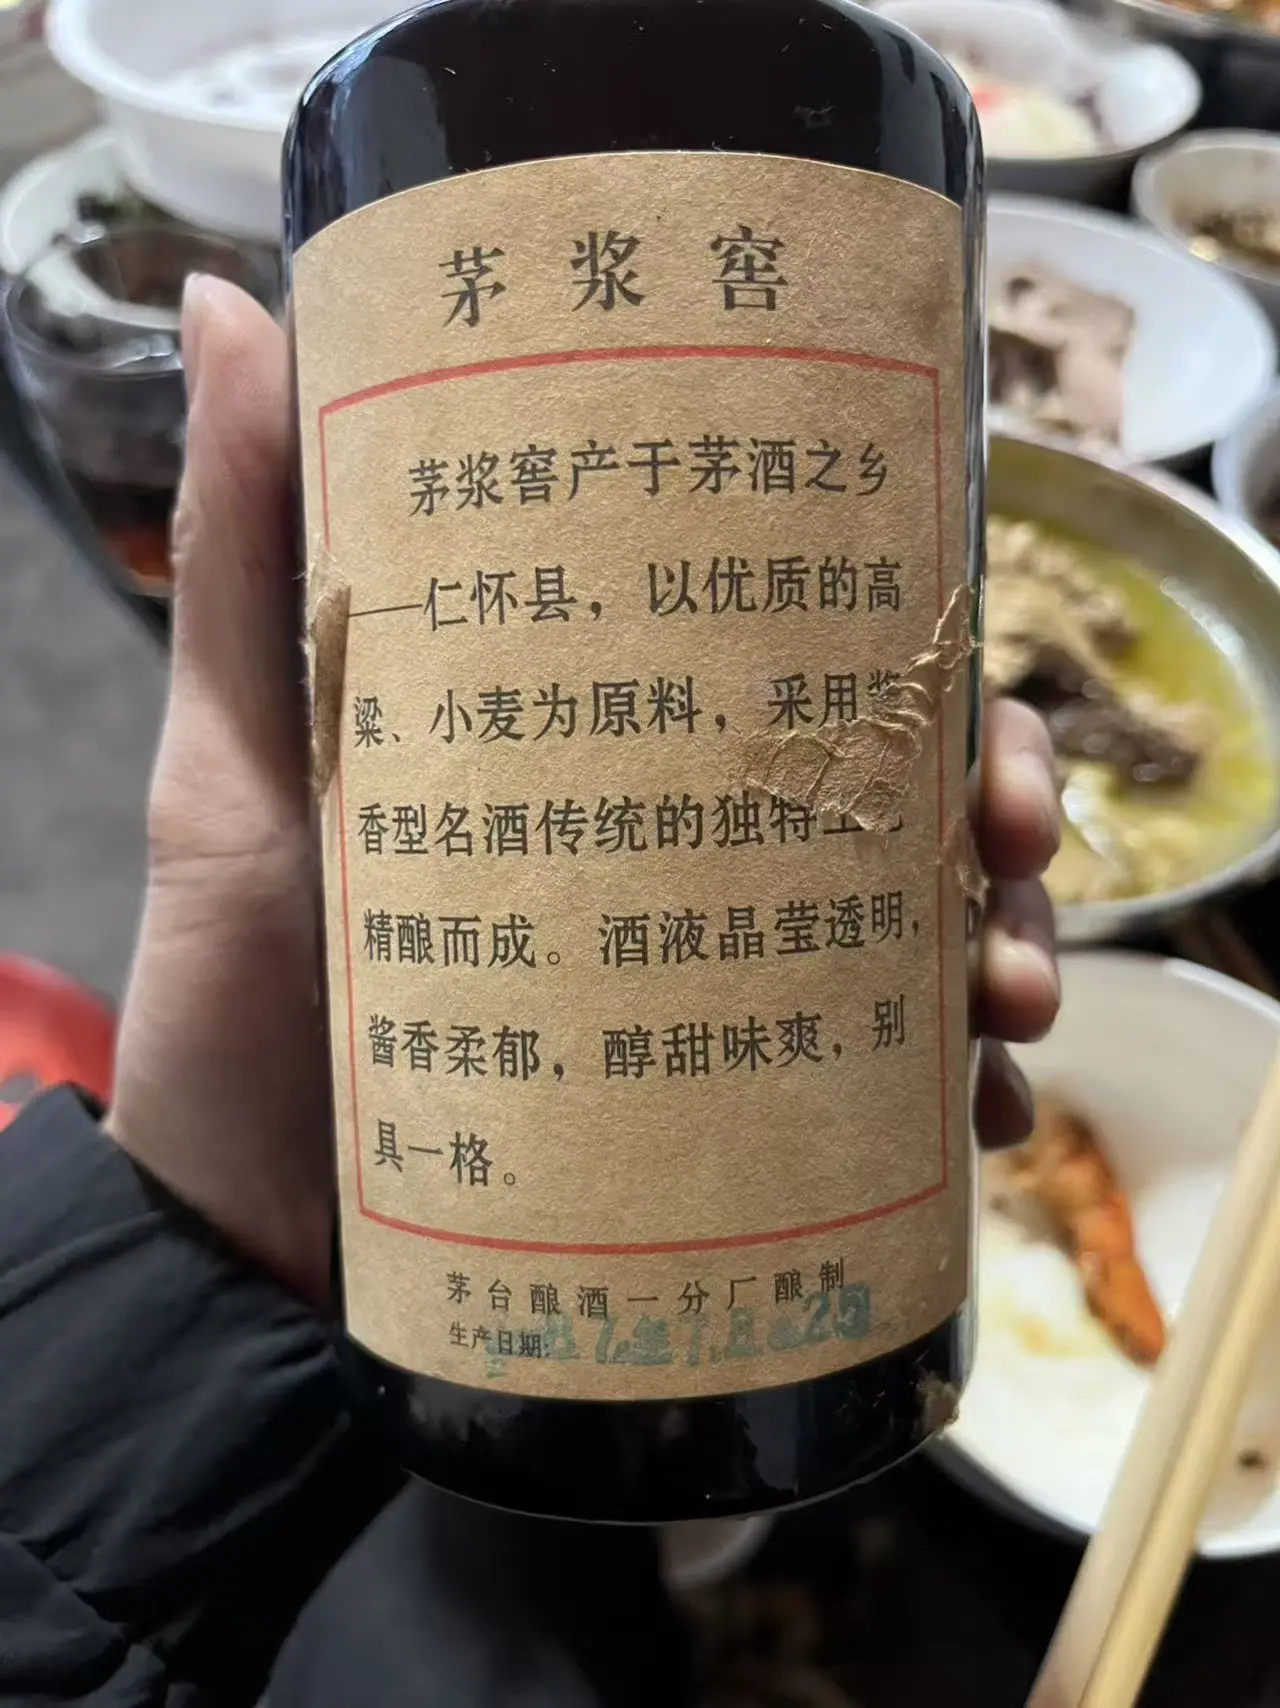 茅浆窖
茅浆窖产于茅酒之乡
——仁怀县，以优质的高
粱、小麦为原料，采用酱
香型名酒传统的独特工艺
精酿而成。酒液晶莹透明，
酱香柔郁，醇甜味爽，别
具一格。
茅台酿酒一分厂酿制
生产日期: